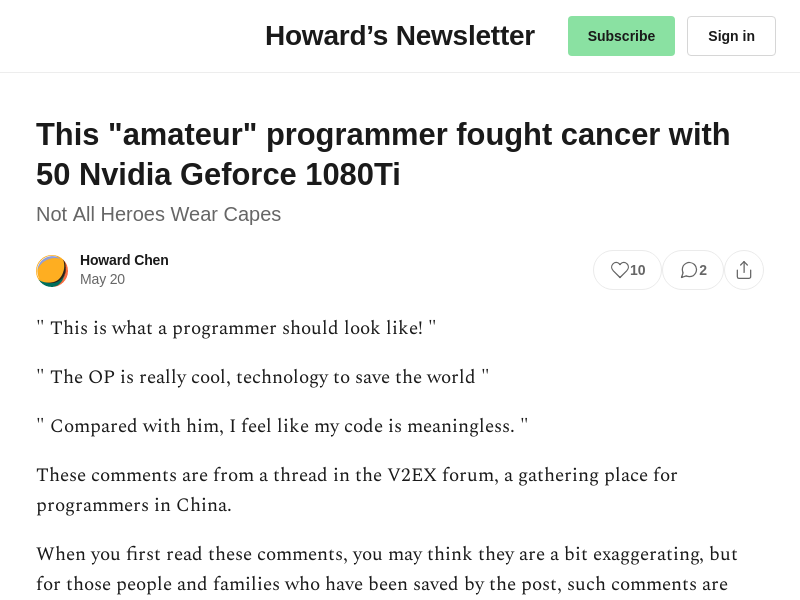 Howard’s Newsletter
Subscribe
Sign in
This "amateur" programmer fought cancer with
50 Nvidia Geforce 1080Ti
Not All Heroes Wear Capes
Howard Chen
May 20
10
2
" This is what a programmer should look like! "
" The OP is really cool, technology to save the world "
" Compared with him, I feel like my code is meaningless. "
These comments are from a thread in the V2EX forum, a gathering place for
programmers in China.
When you first read these comments, you may think they are a bit exaggerating, but
for those people and families who have been saved by the post, such comments are